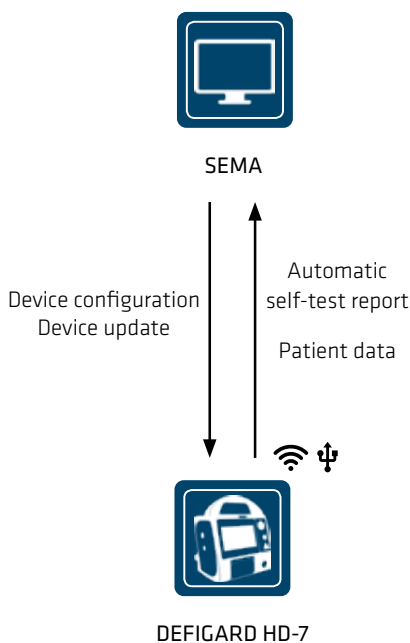 SEMA
Device configuration
Device update
Automatic
self-test report
Patient data
DEFIGARD HD-7